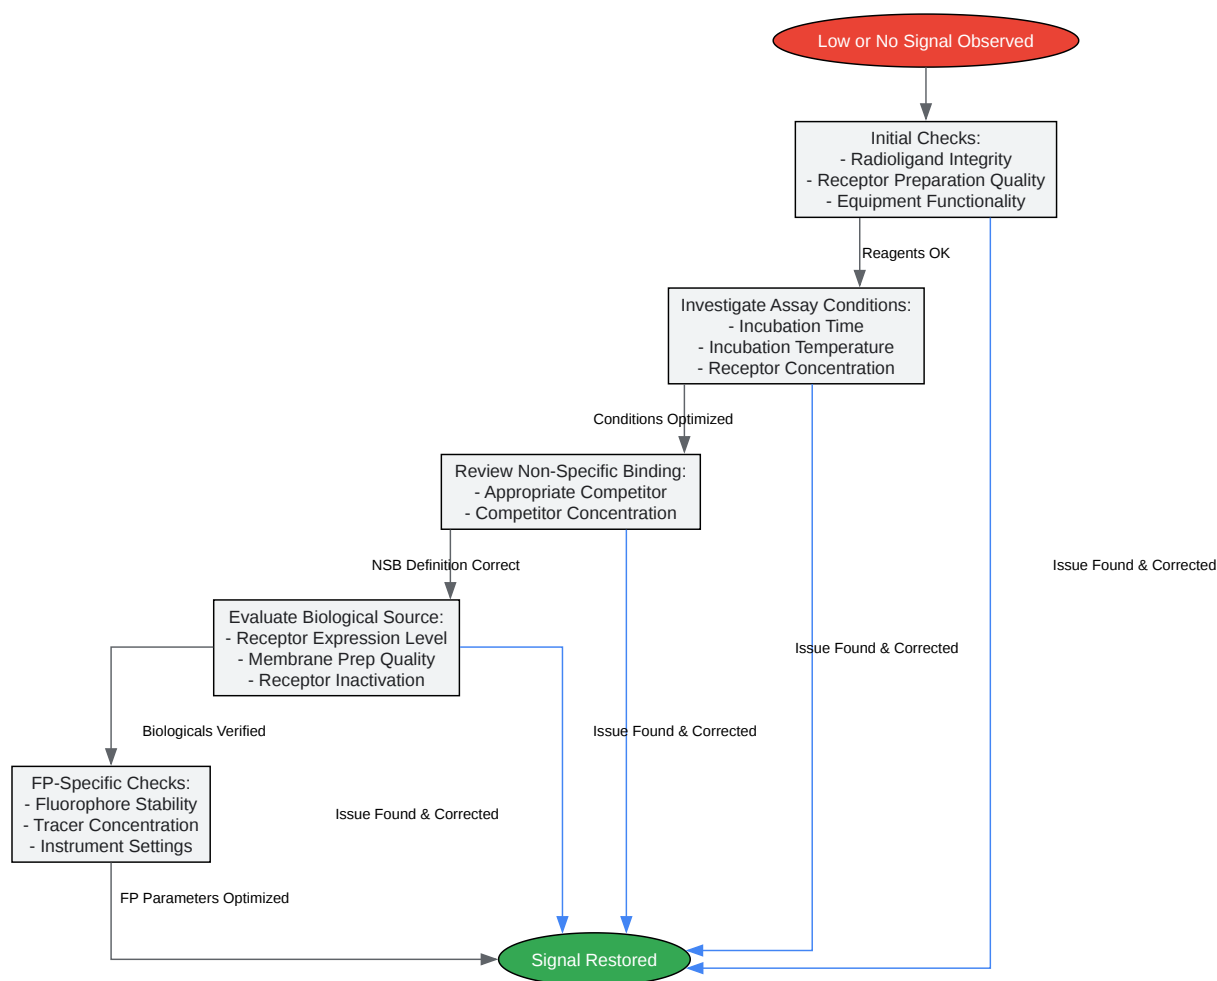 Low or No Signal Observed
Initial Checks:
- Radioligand Integrity
- Receptor Preparation Quality
- Equipment Functionality
Reagents OK
Investigate Assay Conditions:
- Incubation Time
- Incubation Temperature
- Receptor Concentration
Conditions Optimized
Review Non-Specific Binding:
- Appropriate Competitor
- Competitor Concentration
NSB Definition Correct
Issue Found & Corrected
Evaluate Biological Source:
- Receptor Expression Level
- Membrane Prep Quality
- Receptor Inactivation
Issue Found & Corrected
Biologicals Verified
Issue Found & Corrected
FP-Specific Checks:
- Fluorophore Stability
- Tracer Concentration
- Instrument Settings
Issue Found & Corrected
FP Parameters Optimized
Signal Restored